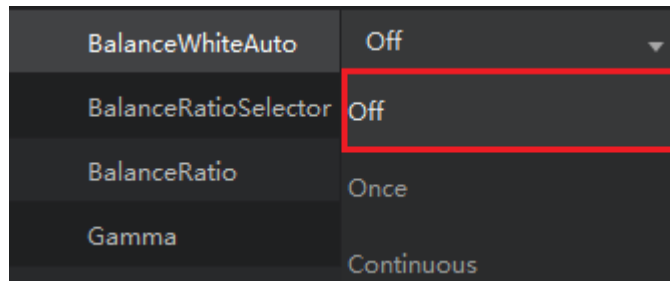 BalanceWhiteAuto Off
BalanceRatioSelector Off
BalanceRatio
Once
Gamma
Continuous